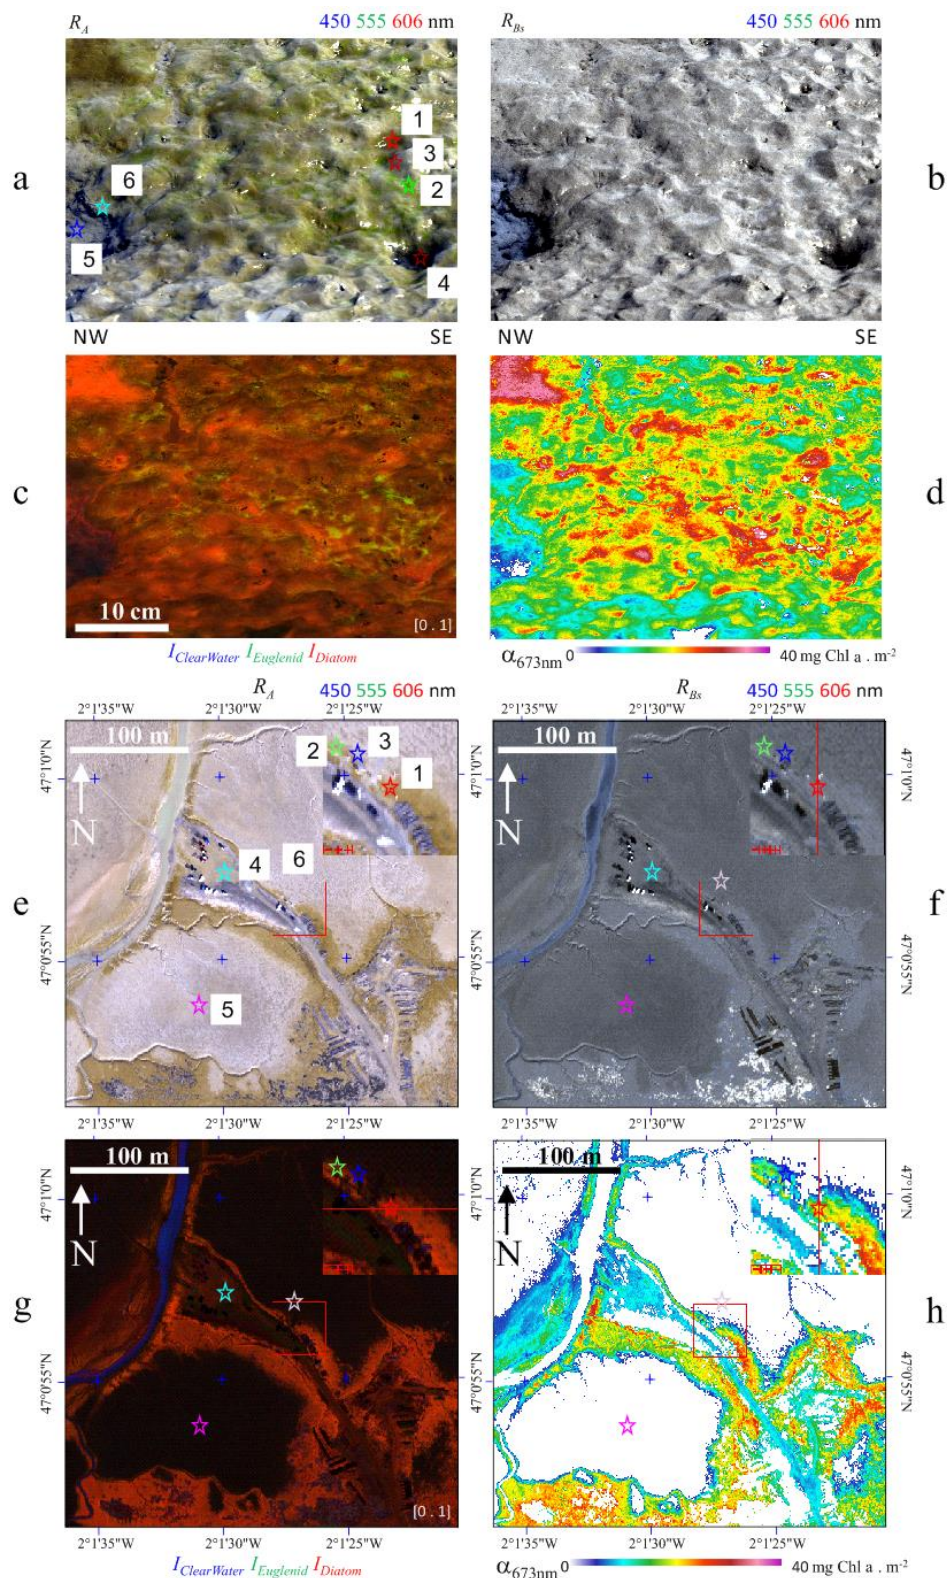 R_A 450 555 606 nm R_Bs 450 555 606 nm
1
3
a 6 2 b
5 4
NW SE NW SE
c d
10 cm [0 . 1]
I_ClearWater I_Euglenid I_Diatom α_673nm 0 40 mg Chl a . m⁻²
R_A 450 555 606 nm R_Bs 450 555 606 nm
2°1'35"W 2°1'30"W 2°1'25"W 2°1'35"W 2°1'30"W 2°1'25"W
100 m 2 3 100 m
1
47°1'0"N 47°1'0"N
N N
4 6
e f
47°0'55"N 47°0'55"N
5
2°1'35"W 2°1'30"W 2°1'25"W 2°1'35"W 2°1'30"W 2°1'25"W
100 m 100 m
47°1'0"N 47°1'0"N
N N
g h
47°0'55"N 47°0'55"N
[0 . 1]
2°1'35"W 2°1'30"W 2°1'25"W 2°1'35"W 2°1'30"W 2°1'25"W
I_ClearWater I_Euglenid I_Diatom α_673nm 0 40 mg Chl a . m⁻²